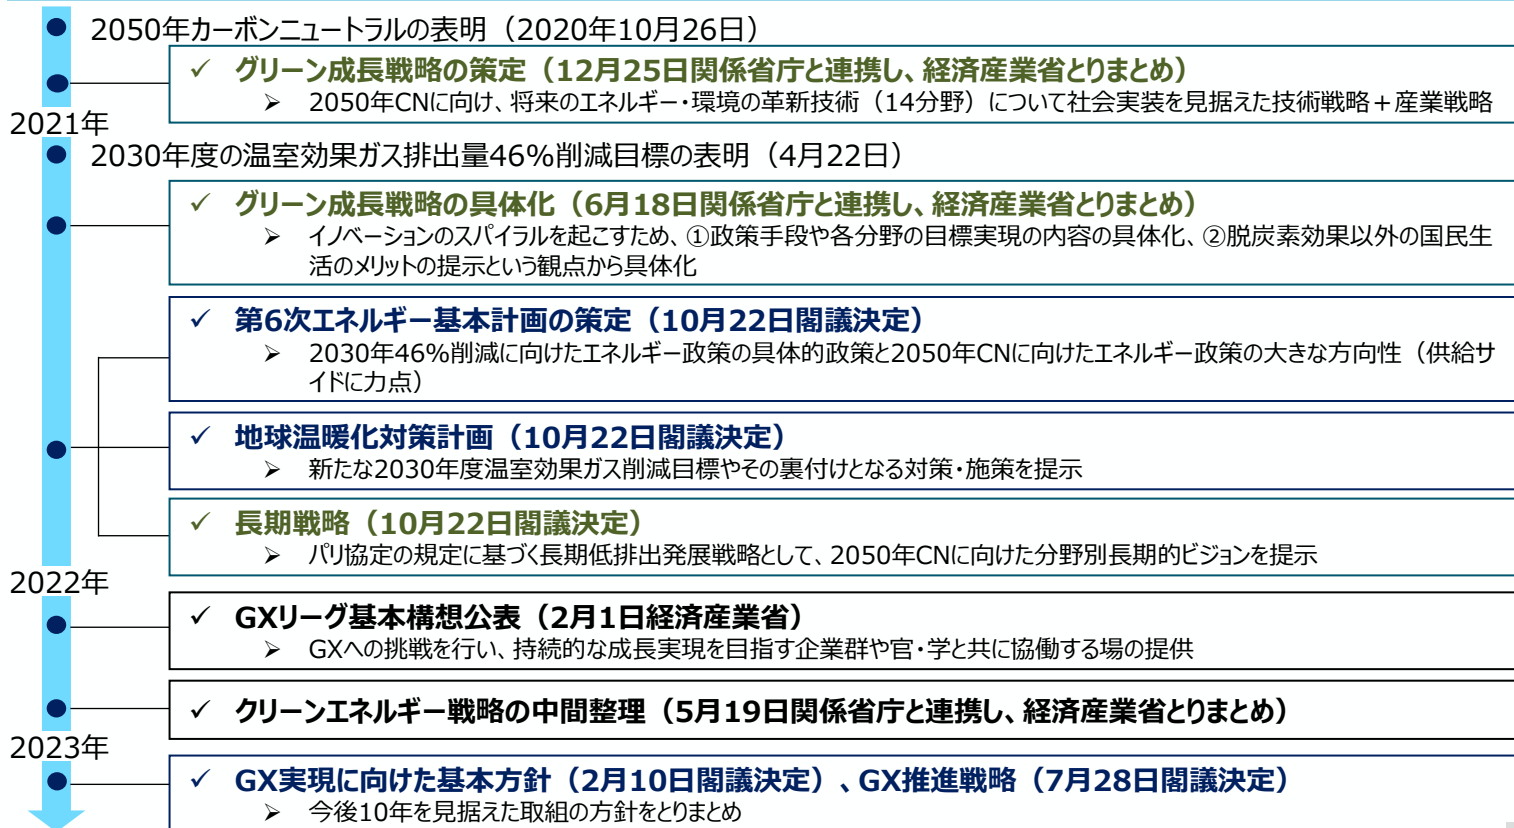 2050年カーボンニュートラルの表明（2020年10月26日）
✓ グリーン成長戦略の策定（12月25日関係省庁と連携し、経済産業省とりまとめ）
➢ 2050年CNに向け、将来のエネルギー・環境の革新技術（14分野）について社会実装を見据えた技術戦略＋産業戦略
2021年
2030年度の温室効果ガス排出量46%削減目標の表明（4月22日）
✓ グリーン成長戦略の具体化（6月18日関係省庁と連携し、経済産業省とりまとめ）
➢ イノベーションのスパイラルを起こすため、①政策手段や各分野の目標実現の内容の具体化、②脱炭素効果以外の国民生
活のメリットの提示という観点から具体化
✓ 第6次エネルギー基本計画の策定（10月22日閣議決定）
➢ 2030年46%削減に向けたエネルギー政策の具体的政策と2050年CNに向けたエネルギー政策の大きな方向性（供給サ
イドに力点）
✓ 地球温暖化対策計画（10月22日閣議決定）
➢ 新たな2030年度温室効果ガス削減目標やその裏付けとなる対策・施策を提示
✓ 長期戦略（10月22日閣議決定）
➢ パリ協定の規定に基づく長期低排出発展戦略として、2050年CNに向けた分野別長期的ビジョンを提示
2022年
✓ GXリーグ基本構想公表（2月1日経済産業省）
➢ GXへの挑戦を行い、持続的な成長実現を目指す企業群や官・学と共に協働する場の提供
✓ クリーンエネルギー戦略の中間整理（5月19日関係省庁と連携し、経済産業省とりまとめ）
2023年
✓ GX実現に向けた基本方針（2月10日閣議決定）、GX推進戦略（7月28日閣議決定）
➢ 今後10年を見据えた取組の方針をとりまとめ